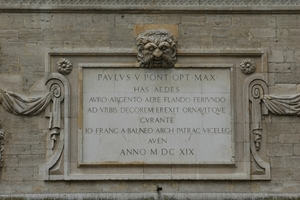 PAVLVS V PONT OPT MAX
HAS AEDES
AVRO ARGENTO AERE FLANDO FERIVNDO
AD VRBIS DECOREM EREXIT ORNAVITQVE
CVRANTE
IO FRANC A BALNEO ARCH PATRAC VICELEG
AVEN
ANNO M DC XIX